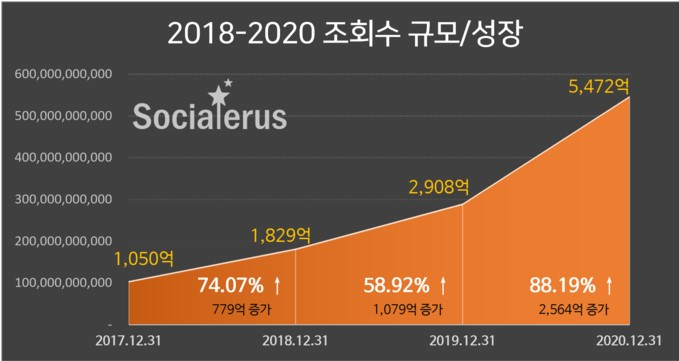 2018-2020 조회수 규모/성장
600,000,000,000
500,000,000,000
400,000,000,000
300,000,000,000
200,000,000,000
100,000,000,000
-
Socialerus
1,050억
1,829억
2,908억
5,472억
74.07% ↑
779억 증가
58.92% ↑
1,079억 증가
88.19% ↑
2,564억 증가
2017.12.31
2018.12.31
2019.12.31
2020.12.31